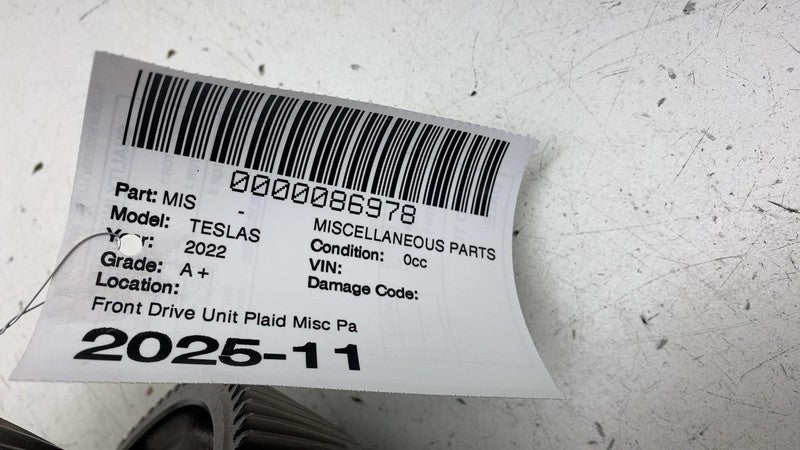 0000086978
Part: MIS - MISCELLANEOUS PARTS
Model: TESLAS Condition: 0cc
Year: 2022 VIN:
Grade: A+ Damage Code:
Location:
Front Drive Unit Plaid Misc Pa
2025-11